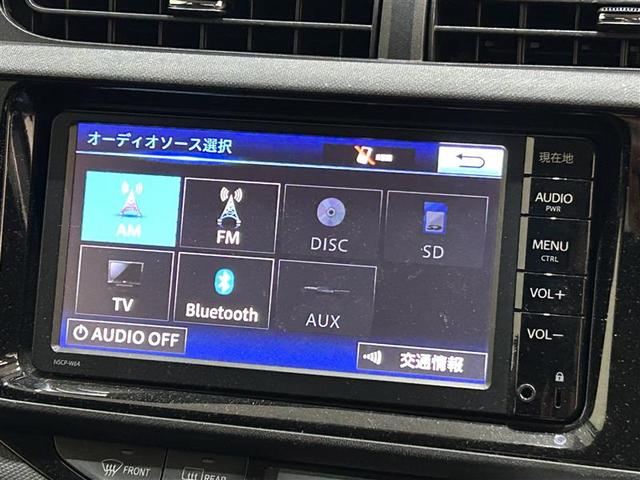 オーディオソース選択
現在地
AM
FM
DISC
SD
AUDIO
PWR
TV
Bluetooth
AUX
MENU
CTRL
VOL+
AUDIO OFF
交通情報
VOL−
NSCP-W64
FRONT
REAR